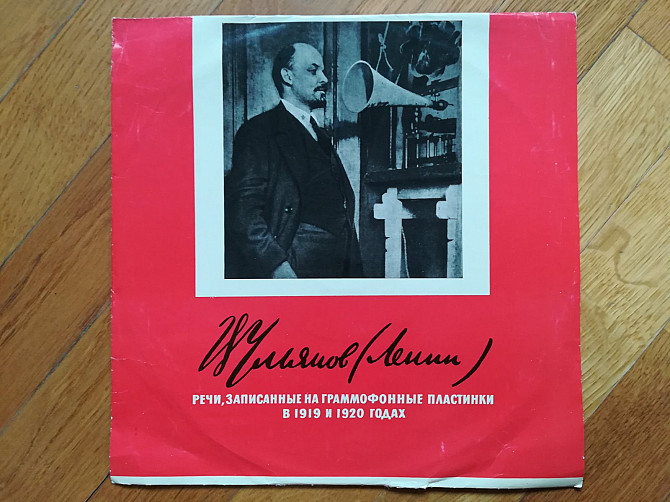 В Ульянов (Ленин)
РЕЧИ, ЗАПИСАННЫЕ НА ГРАММОФОННЫЕ ПЛАСТИНКИ
В 1919 И 1920 ГОДАХ